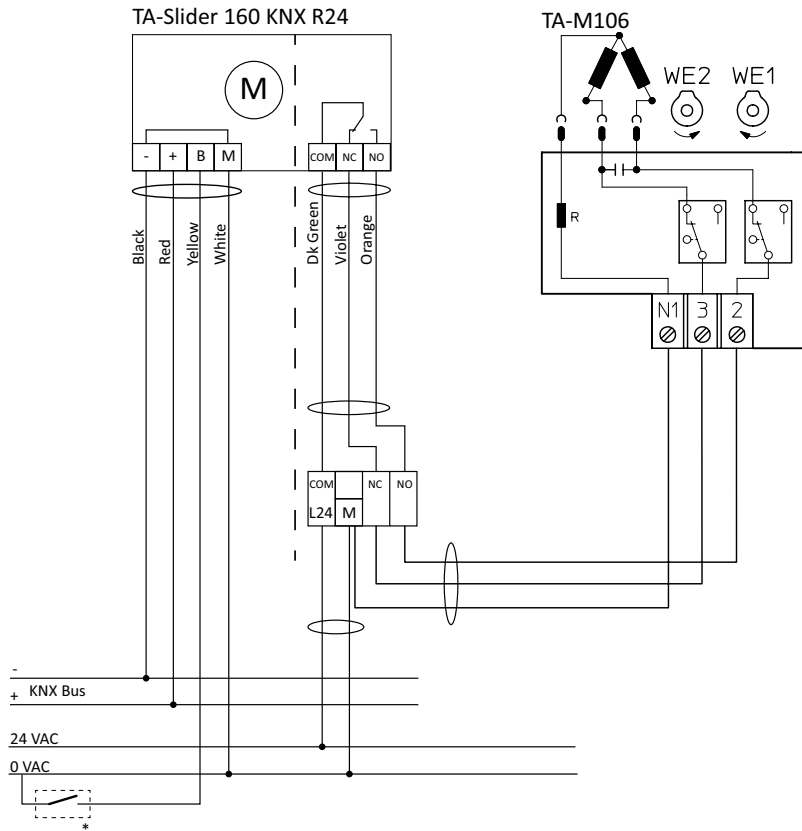 TA-Slider 160 KNX R24
TA-M106
M
WE2 WE1
- + B M
COM NC NO
R
Black
Red
Yellow
White
Dk Green
Violet
Orange
N1 3 2
COM NC NO
L24 M
-
+ KNX Bus
24 VAC
0 VAC
*